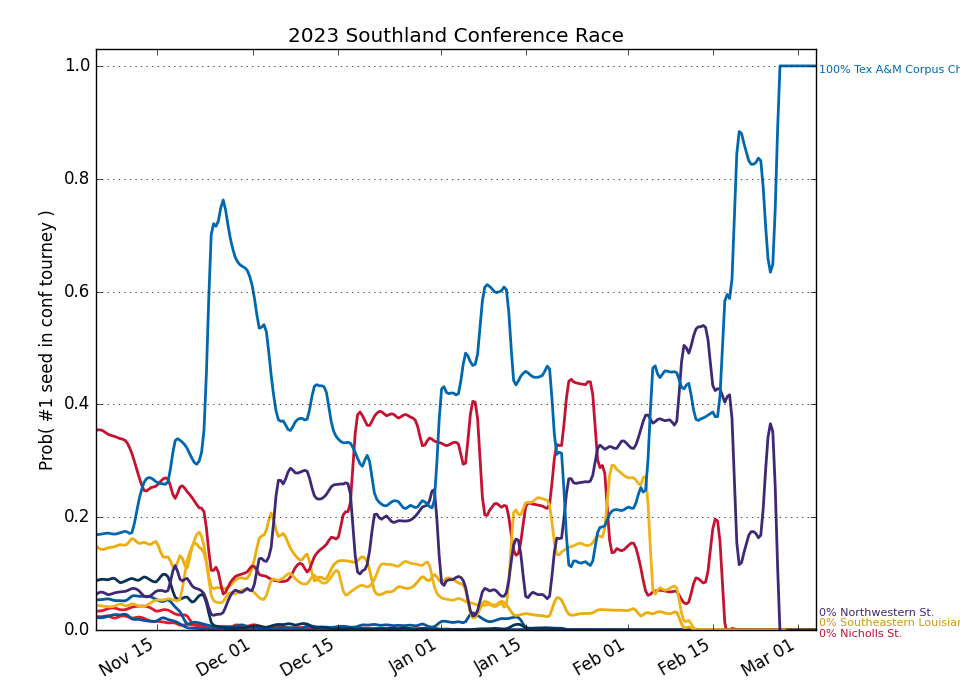 2023 Southland Conference Race
Prob( #1 seed in conf tourney )
1.0
0.8
0.6
0.4
0.2
0.0
100% Tex A&M Corpus Ch
0% Northwestern St.
0% Southeastern Louisian
0% Nicholls St.
Nov 15
Dec 01
Dec 15
Jan 01
Jan 15
Feb 01
Feb 15
Mar 01